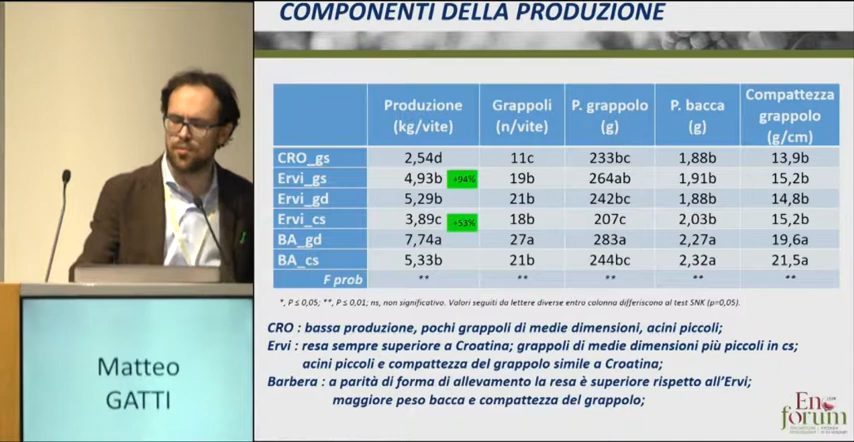 COMPONENTI DELLA PRODUZIONE
Produzione (kg/vite) Grappoli (n/vite) P. grappolo (g) P. bacca (g) Compattezza grappolo (g/cm)
CRO_gs 2,54d 11c 233bc 1,88b 13,9b
Ervi_gs 4,93b +94% 19b 264ab 1,91b 15,2b
Ervi_gd 5,29b 21b 242bc 1,88b 14,8b
Ervi_cs 3,89c +53% 18b 207c 2,03b 15,2b
BA_gd 7,74a 27a 283a 2,27a 19,6a
BA_cs 5,33b 21b 244bc 2,32a 21,5a
F prob ** ** ** ** **
*, P ≤ 0,05; **, P ≤ 0,01; ns, non significativo. Valori seguiti da lettere diverse entro colonna differiscono al test SNK (p=0,05).
CRO : bassa produzione, pochi grappoli di medie dimensioni, acini piccoli;
Ervi : resa sempre superiore a Croatina; grappoli di medie dimensioni più piccoli in cs;
acini piccoli e compattezza del grappolo simile a Croatina;
Barbera : a parità di forma di allevamento la resa è superiore rispetto all'Ervi;
maggiore peso bacca e compattezza del grappolo;
Matteo
GATTI
En
forum